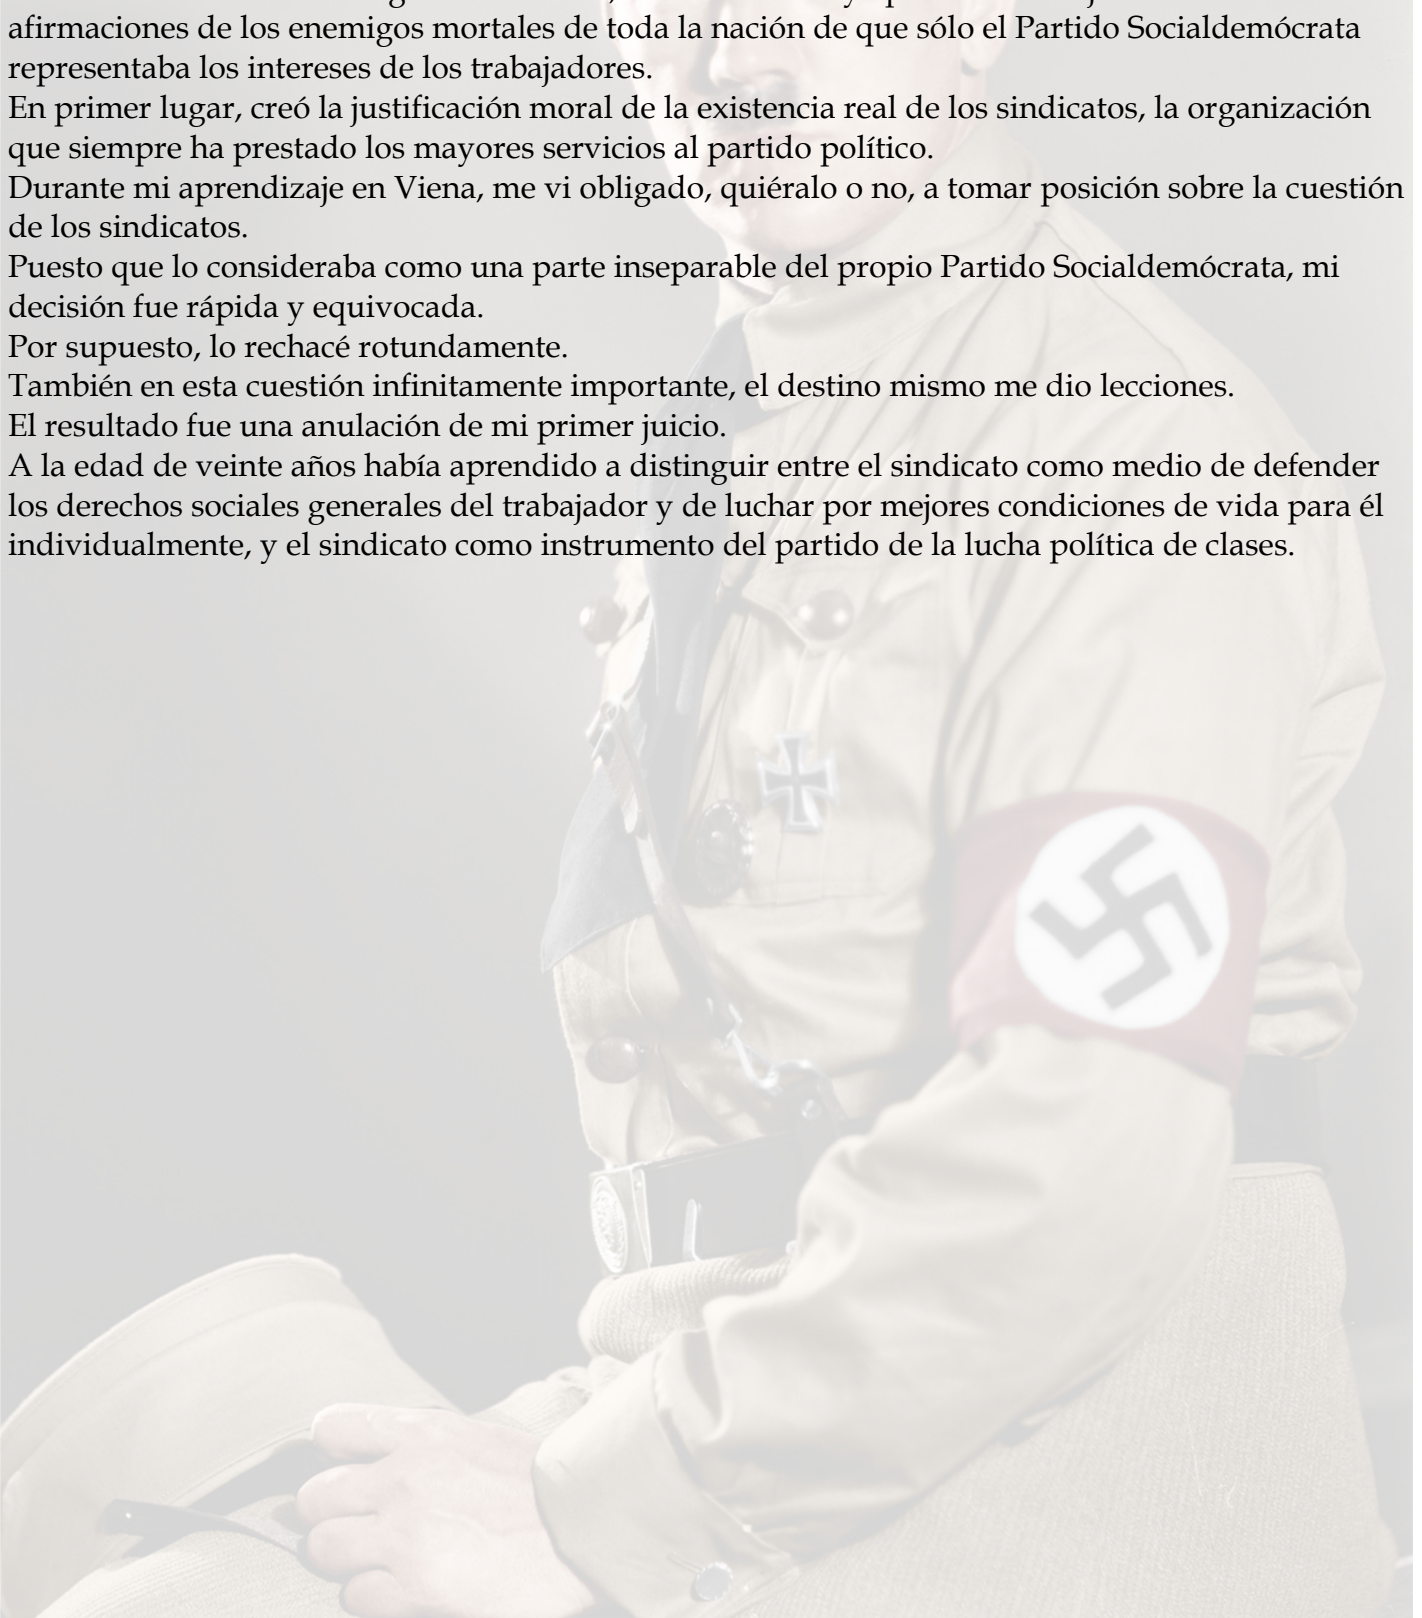 afirmaciones de los enemigos mortales de toda la nación de que sólo el Partido Socialdemócrata
representaba los intereses de los trabajadores.
En primer lugar, creó la justificación moral de la existencia real de los sindicatos, la organización
que siempre ha prestado los mayores servicios al partido político.
Durante mi aprendizaje en Viena, me vi obligado, quiéralo o no, a tomar posición sobre la cuestión
de los sindicatos.
Puesto que lo consideraba como una parte inseparable del propio Partido Socialdemócrata, mi
decisión fue rápida y equivocada.
Por supuesto, lo rechacé rotundamente.
También en esta cuestión infinitamente importante, el destino mismo me dio lecciones.
El resultado fue una anulación de mi primer juicio.
A la edad de veinte años había aprendido a distinguir entre el sindicato como medio de defender
los derechos sociales generales del trabajador y de luchar por mejores condiciones de vida para él
individualmente, y el sindicato como instrumento del partido de la lucha política de clases.